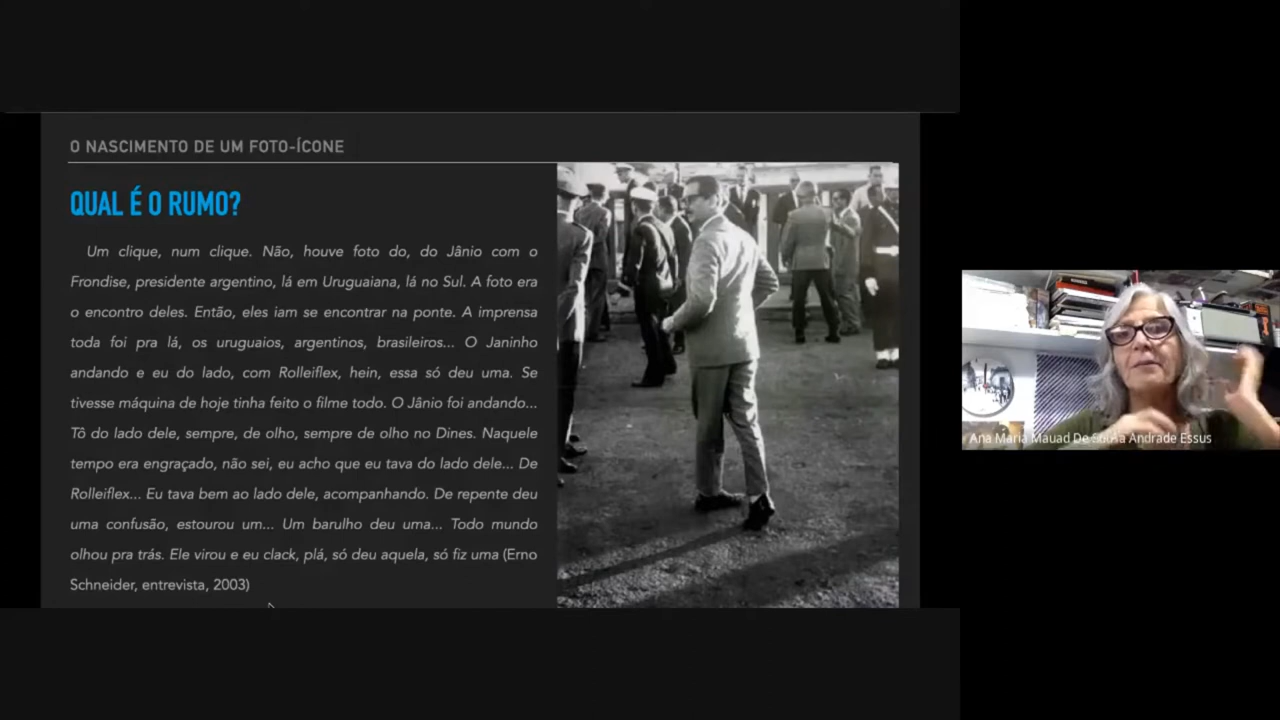 O NASCIMENTO DE UM FOTO-ÍCONE
QUAL É O RUMO?
Um clique, num clique. Não, houve foto do, do Jânio com o
Frondise, presidente argentino, lá em Uruguaiana, lá no Sul. A foto era
o encontro deles. Então, eles iam se encontrar na ponte. A imprensa
toda foi pra lá, os uruguaios, argentinos, brasileiros... O Janinho
andando e eu do lado, com Rolleiflex, hein, essa só deu uma. Se
tivesse máquina de hoje tinha feito o filme todo. O Jânio foi andando...
Tô do lado dele, sempre, de olho, sempre de olho no Dines. Naquele
tempo era engraçado, não sei, eu acho que eu tava do lado dele... De
Rolleiflex... Eu tava bem ao lado dele, acompanhando. De repente deu
uma confusão, estourou um... Um barulho deu uma... Todo mundo
olhou pra trás. Ele virou e eu clack, plá, só deu aquela, só fiz uma (Erno
Schneider, entrevista, 2003)
Ana Maria Mauad De Souza Andrade Essus